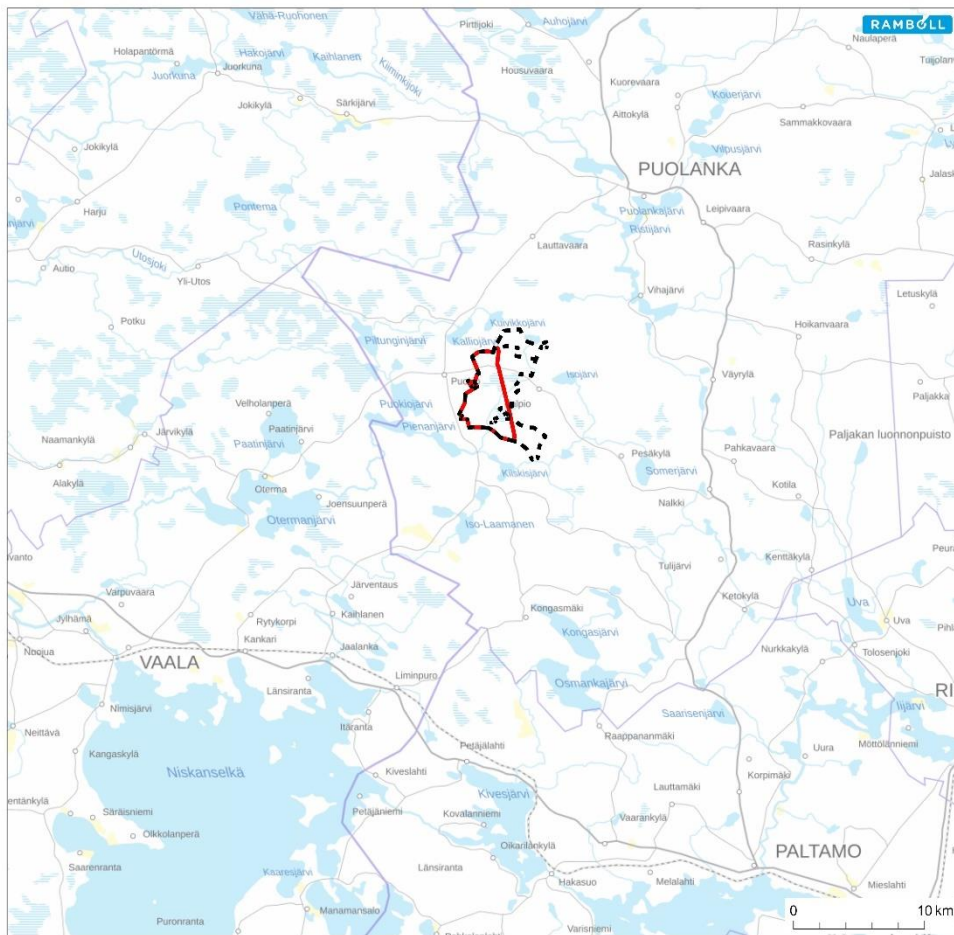 Vähä-Ruohonen
Pirttijoki
Auhojärvi
RAMBOLL
Naulaperä
Holapantörmä
Hakojärvi
Kaihlanen
Juorkuna
Juorkuna
Kiiminkijoki
Housuvaara
Kuorevaara
Kouerjärvi
Jokikylä
Särkijärvi
Aittokylä
Sammakkovaara
Jokikylä
Vilpusjärvi
PUOLANKA
Harju
Pontema
Puolankajärvi
Leipivaara
Ristijärvi
Lauttavaara
Rasinkylä
Utosjoki
Autio
Yli-Utos
Vihajärvi
Letuskylä
Potku
Kuivikkojärvi
Hoikanvaara
Piltunginjärvi
Kalliojärvi
Isojärvi
Väyrylä
Paljakka
Velholanperä
Puokiojärvi
Järvikylä
Paatinjärvi
Pienanjärvi
Paljakan luonnonpuisto
Naamankylä
Paatinjärvi
Pahkavaara
Pesäkylä
Alakylä
Oterma
Kiiskisjärvi
Somerjärvi
Kotila
Joensuunperä
Nalkki
Otermanjärvi
Iso-Laamanen
Kenttäkylä
Tulijärvi
Järventaus
Varpuvaara
Ketokylä
Uva
Jylhämä
Rytykorpi
Kaihlanen
Kongasmäki
Uva
Kankari
Kongasjärvi
Nuojua
Jaalanka
Nurkkakylä
Tolosenjoki
VAALA
Liminpuro
Osmankajärvi
Länsiranta
Iijärvi
Nimisjärvi
Saarisenjärvi
Itäranta
Neittävä
Raappananmäki
Möttölänniemi
Kangaskylä
Petäjälahti
Uura
Niskanselkä
Kiveslahti
Korpimäki
Kivesjärvi
Lauttamäki
Säräisniemi
Petäjäniemi
Kovalanniemi
Vaarankylä
Olkkolanperä
Oikarilankylä
PALTAMO
Saarenranta
Länsiranta
Kaaresjärvi
Hakasuo
Melalahti
Mieslahti
Manamansalo
Puronranta
Varisniemi
0
10 km